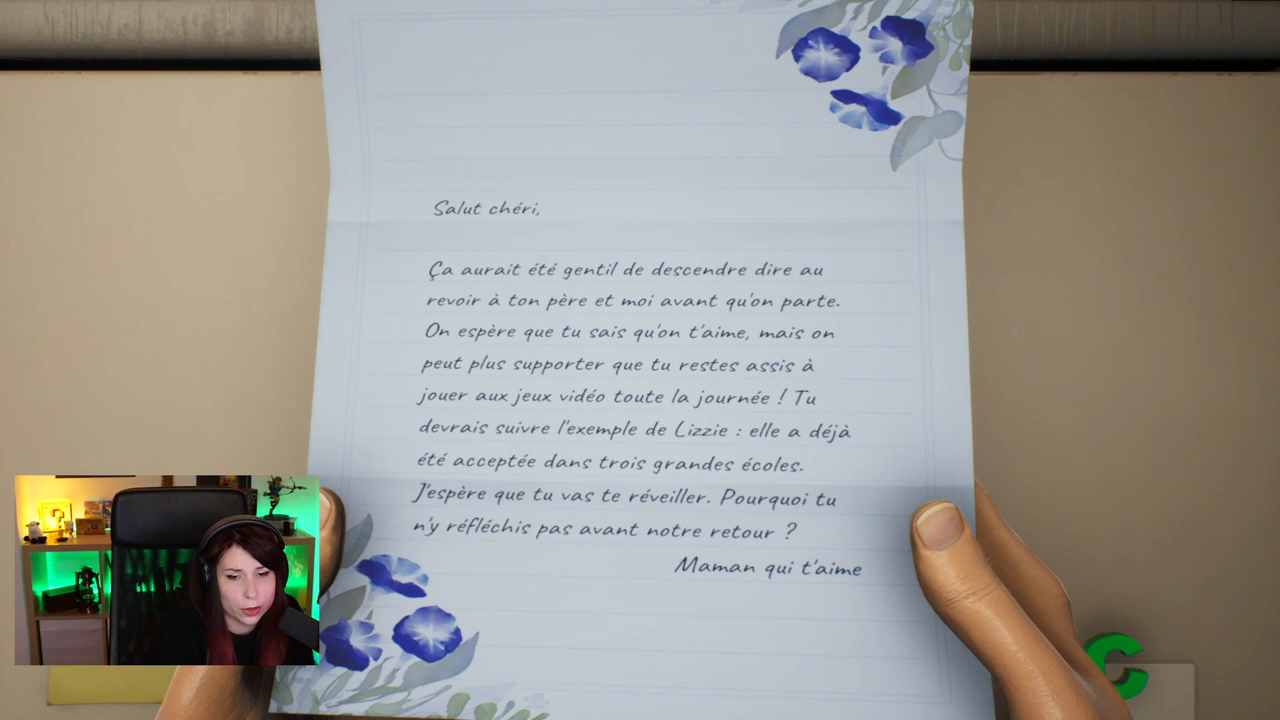 Salut chéri,
Ça aurait été gentil de descendre dire au
revoir à ton père et moi avant qu'on parte.
On espère que tu sais qu'on t'aime, mais on
peut plus supporter que tu restes assis à
jouer aux jeux vidéo toute la journée ! Tu
devrais suivre l'exemple de Lizzie : elle a déjà
été acceptée dans trois grandes écoles.
J'espère que tu vas te réveiller. Pourquoi tu
n'y réfléchis pas avant notre retour ?
Maman qui t'aime
C